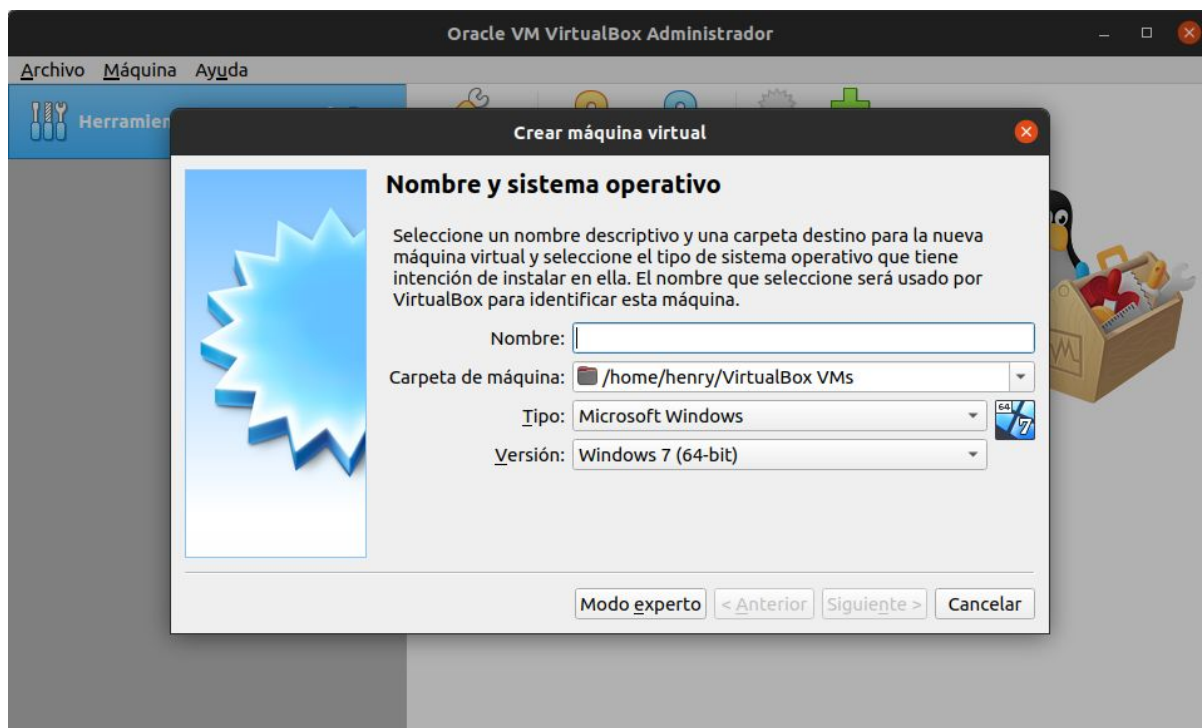 Oracle VM VirtualBox Administrador
Archivo Máquina Ayuda
Herramien
Crear máquina virtual
Nombre y sistema operativo
Seleccione un nombre descriptivo y una carpeta destino para la nueva
máquina virtual y seleccione el tipo de sistema operativo que tiene
intención de instalar en ella. El nombre que seleccione será usado por
VirtualBox para identificar esta máquina.
Nombre:
Carpeta de máquina: /home/henry/VirtualBox VMs
Tipo: Microsoft Windows
64
7
Versión: Windows 7 (64-bit)
Modo experto < Anterior Siguiente > Cancelar